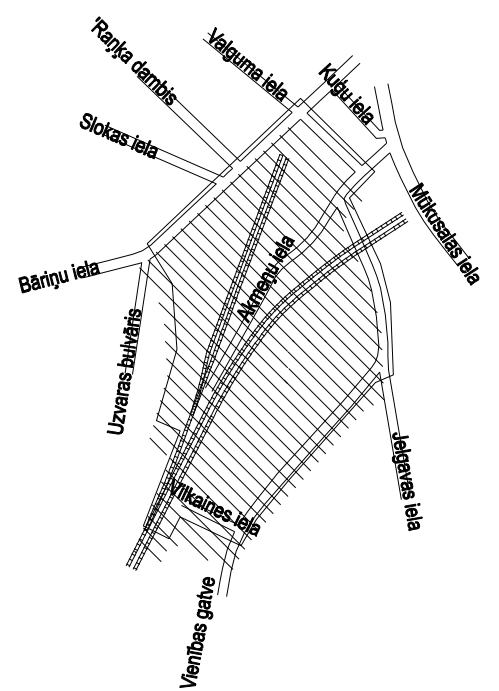 'Raņķa dambis
Valguma iela
Kuģu iela
Slokas iela
Mūkusalas iela
Akmeņu iela
Bāriņu iela
Uzvaras bulvāris
Jelgavas iela
Vilkaines iela
Vienības gatve